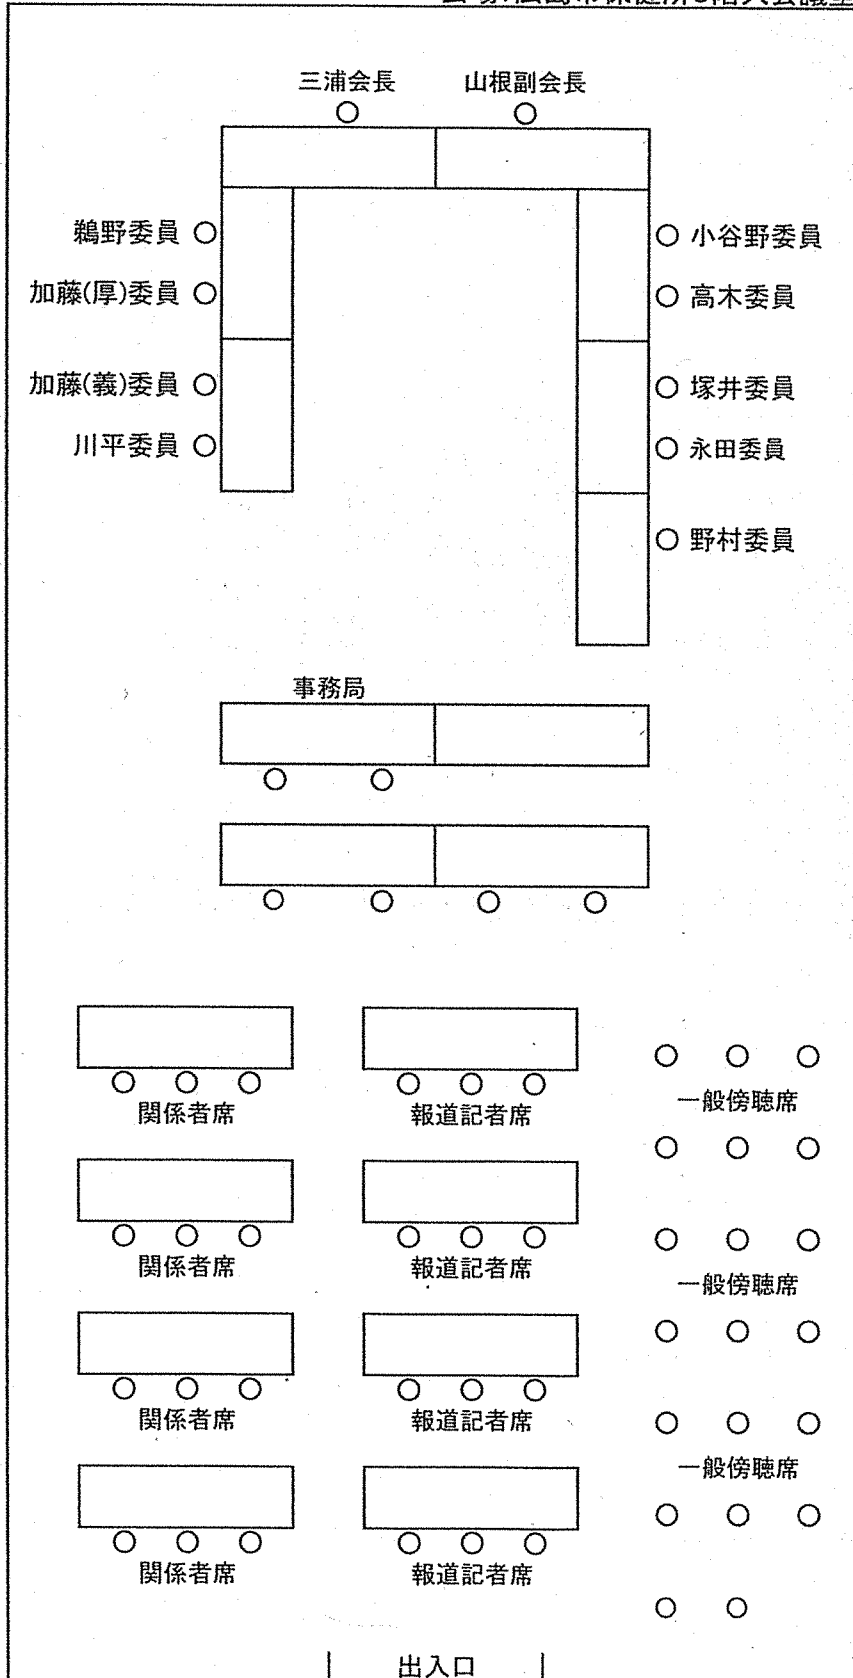 三浦会長 山根副会長
鵜野委員 小谷野委員
加藤(厚)委員 高木委員
加藤(義)委員 塚井委員
川平委員 永田委員
野村委員
事務局
関係者席 報道記者席 一般傍聴席
関係者席 報道記者席 一般傍聴席
関係者席 報道記者席
一般傍聴席
関係者席 報道記者席
出入口